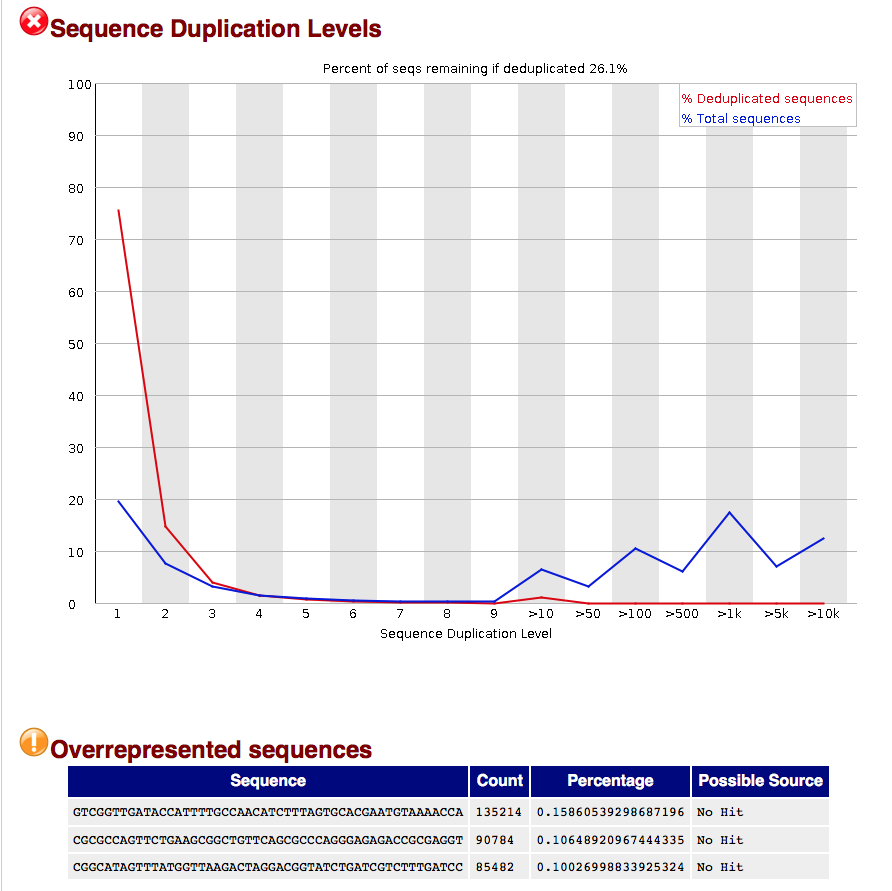 Sequence Duplication Levels
Percent of seqs remaining if deduplicated 26.1%
% Deduplicated sequences
% Total sequences
100
90
80
70
60
50
40
30
20
10
0
1 2 3 4 5 6 7 8 9 >10 >50 >100 >500 >1k >5k >10k
Sequence Duplication Level
Overrepresented sequences
Sequence Count Percentage Possible Source
GTCGGTTGATACCATTTTGCCAACATCTTTAGTGCACGAATGTAAAACCA 135214 0.15860539298687196 No Hit
CGCGCCAGTTCTGAAGCGGCTGTTCAGCGCCCAGGGAGAGACCGCGAGGT 90784 0.10648920967444335 No Hit
CGGCATAGTTTATGGTTAAGACTAGGACGGTATCTGATCGTCTTTGATCC 85482 0.10026998833925324 No Hit